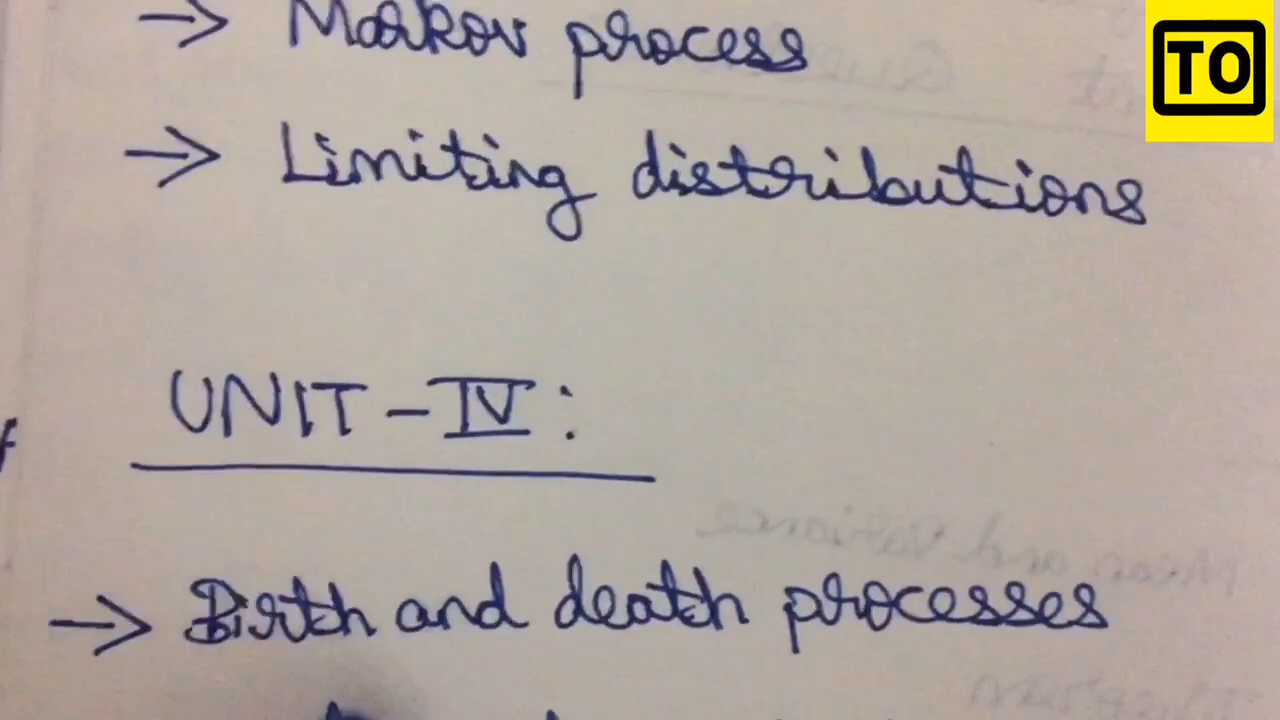 → Markov process
TO
→ Limiting distributions
UNIT - IV :
→ Birth and death processes